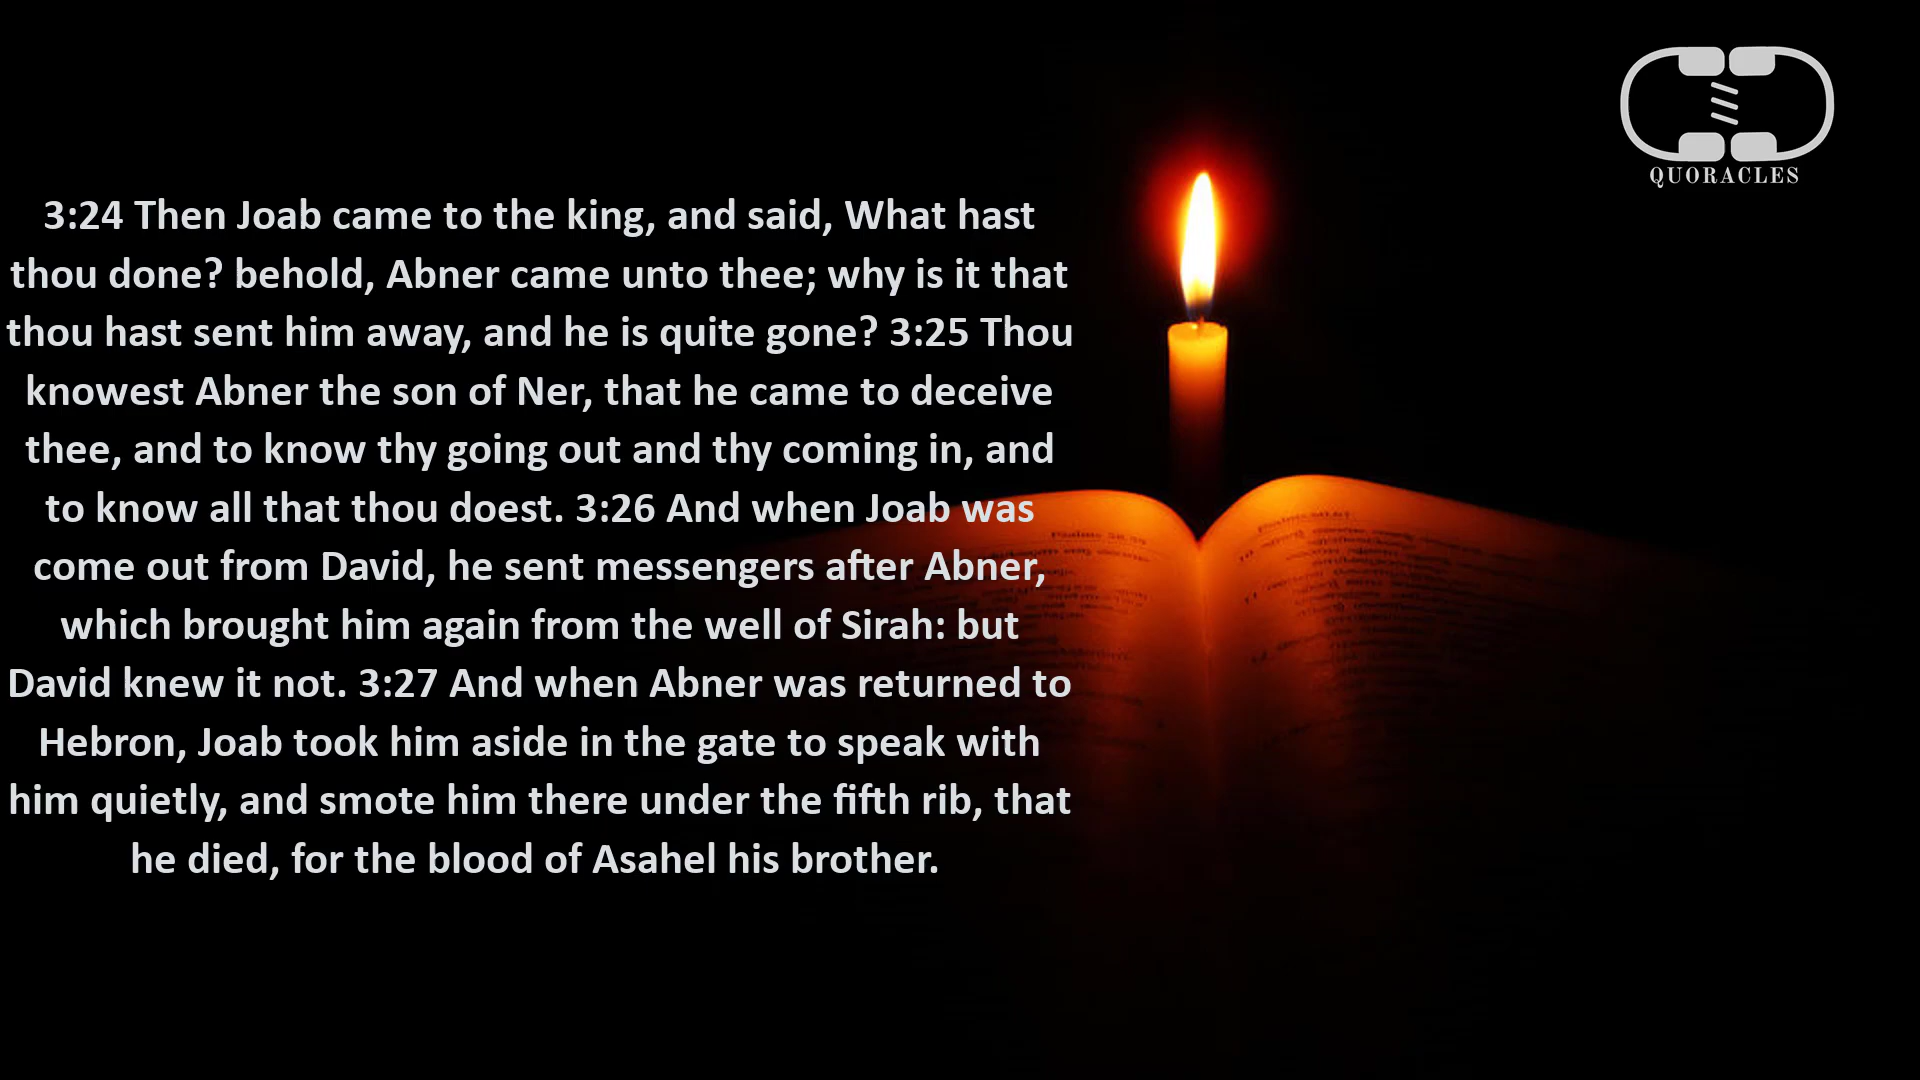 QUORACLES
3:24 Then Joab came to the king, and said, What hast
thou done? behold, Abner came unto thee; why is it that
thou hast sent him away, and he is quite gone? 3:25 Thou
knowest Abner the son of Ner, that he came to deceive
thee, and to know thy going out and thy coming in, and
to know all that thou doest. 3:26 And when Joab was
come out from David, he sent messengers after Abner,
which brought him again from the well of Sirah: but
David knew it not. 3:27 And when Abner was returned to
Hebron, Joab took him aside in the gate to speak with
him quietly, and smote him there under the fifth rib, that
he died, for the blood of Asahel his brother.